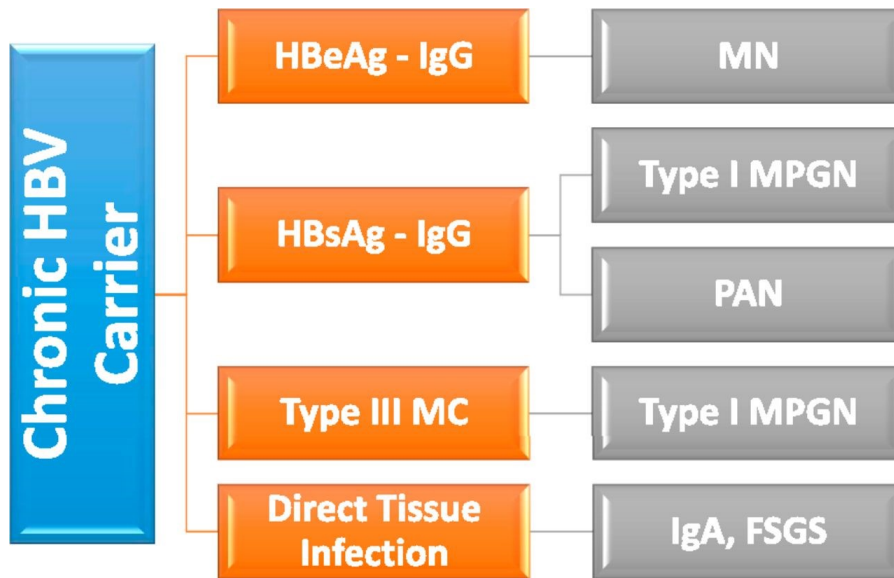 Chronic HBV
Carrier
HBeAg - IgG
MN
HBsAg - IgG
Type I MPGN
PAN
Type III MC
Type I MPGN
Direct Tissue
Infection
IgA, FSGS